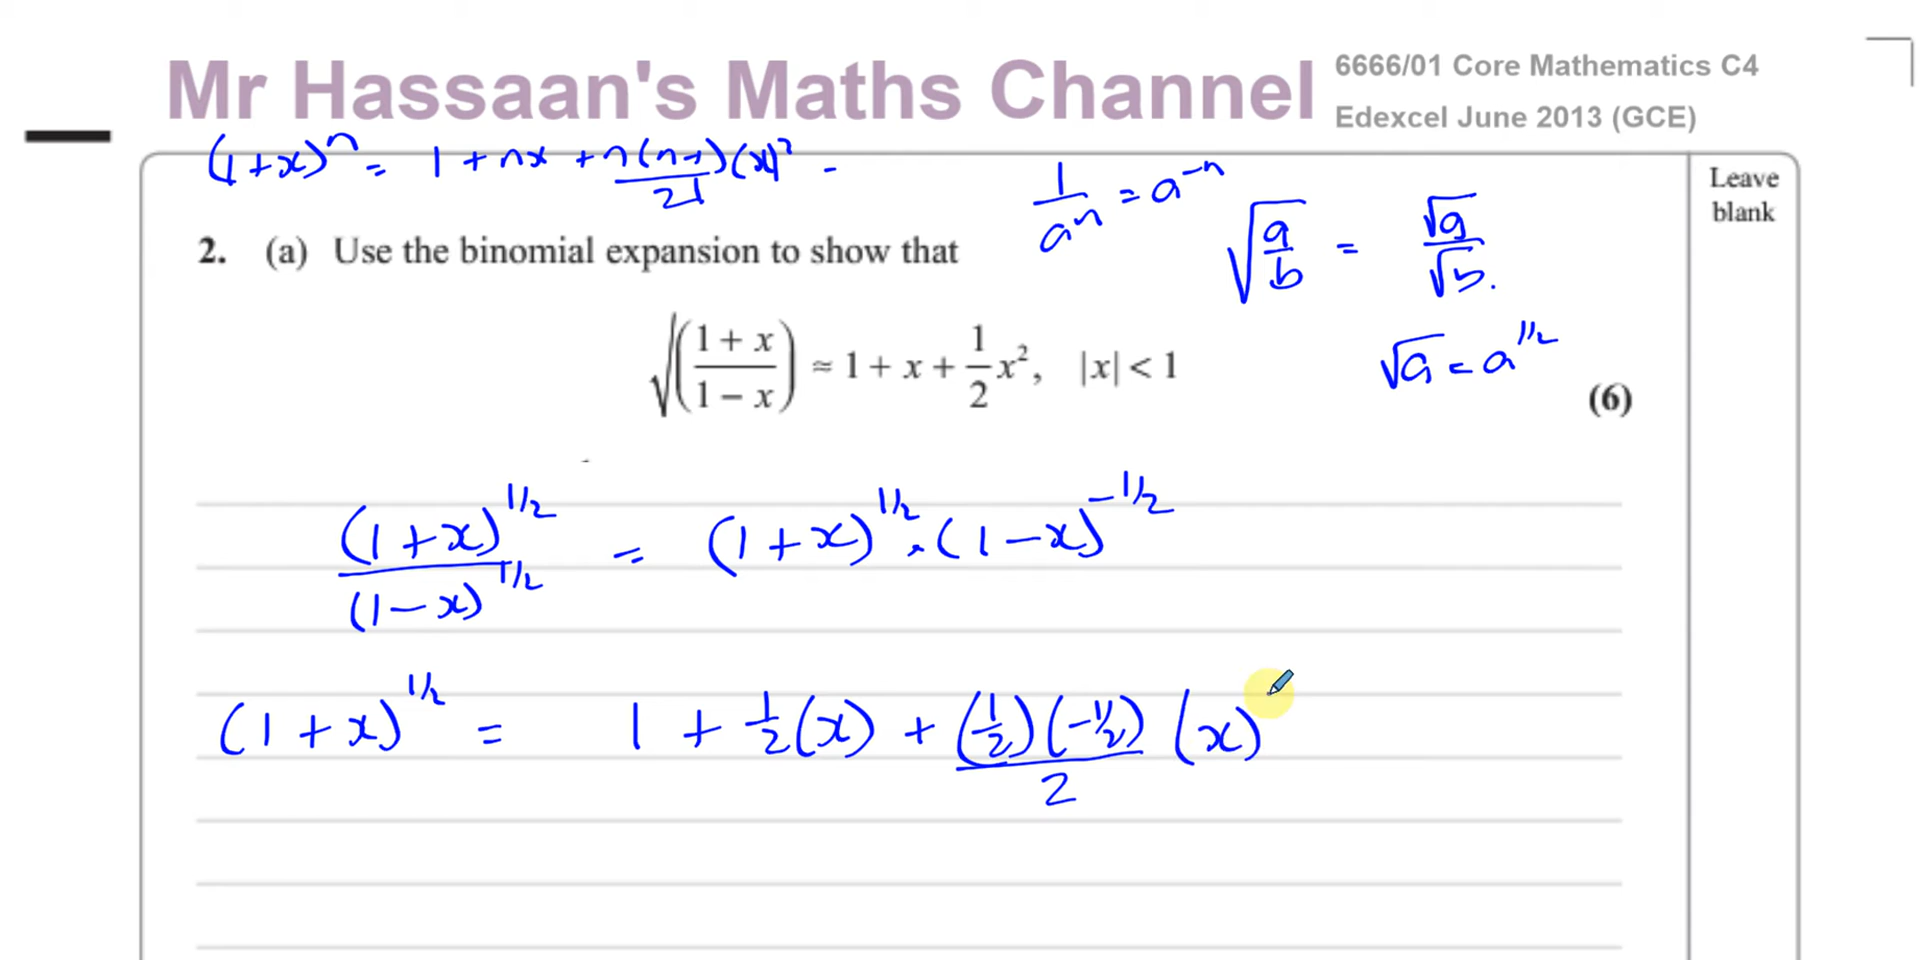 Mr Hassaan's Maths Channel
6666/01 Core Mathematics C4
Edexcel June 2013 (GCE)
(1+x)ⁿ = 1 + nx + n(n-1)/2! (x)² -
1/aⁿ = a⁻ⁿ
√(a/b) = √a/√b.
√a = a^1/2
Leave
blank
2. (a) Use the binomial expansion to show that
√((1 + x)/(1 − x)) ≈ 1 + x + 1/2 x², |x| < 1
(6)
(1+x)^1/2 / (1-x)^1/2 = (1+x)^1/2 . (1-x)^-1/2
(1+x)^1/2 = 1 + 1/2(x) + (1/2)(-1/2)/2 (x)